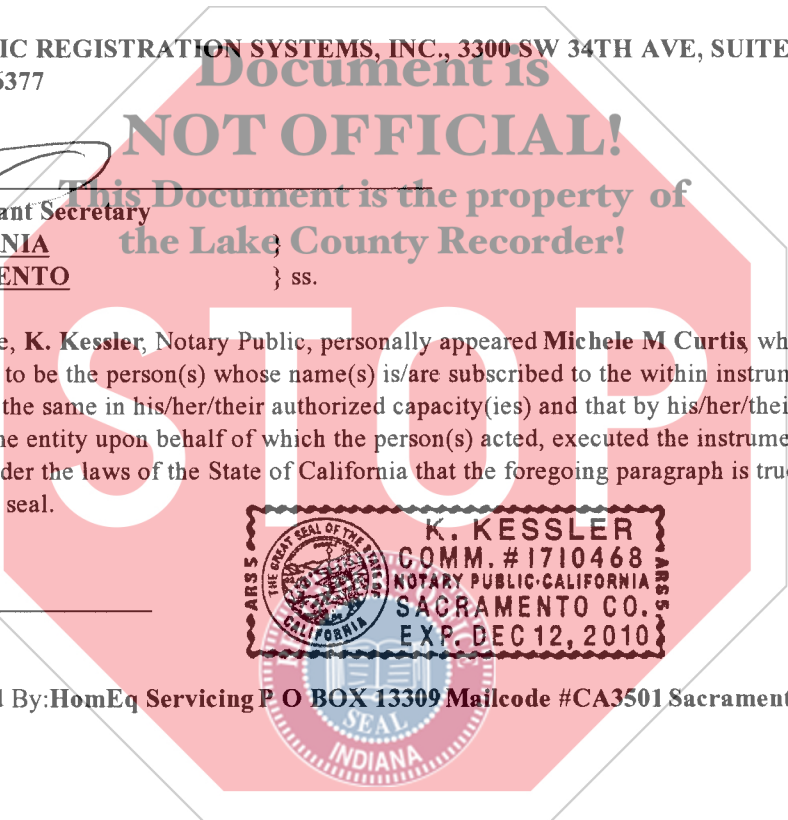 IC REGISTRATION SYSTEMS, INC., 3300 SW 34TH AVE, SUITE
6377
Document is
NOT OFFICIAL!
This Document is the property of
the Lake County Recorder!
ant Secretary
NIA }
ENTO } ss.
STOP
e, K. Kessler, Notary Public, personally appeared Michele M Curtis, wh
to be the person(s) whose name(s) is/are subscribed to the within instrum
the same in his/her/their authorized capacity(ies) and that by his/her/thei
ne entity upon behalf of which the person(s) acted, executed the instrume
der the laws of the State of California that the foregoing paragraph is tru
seal.
ARS5
THE GREAT SEAL OF THE STATE OF
CALIFORNIA
K. KESSLER
COMM. #1710468
NOTARY PUBLIC-CALIFORNIA
SACRAMENTO CO.
EXP. DEC 12, 2010
ARS5
d By:HomEq Servicing P O BOX 13309 Mailcode #CA3501 Sacrament
SEAL
INDIANA